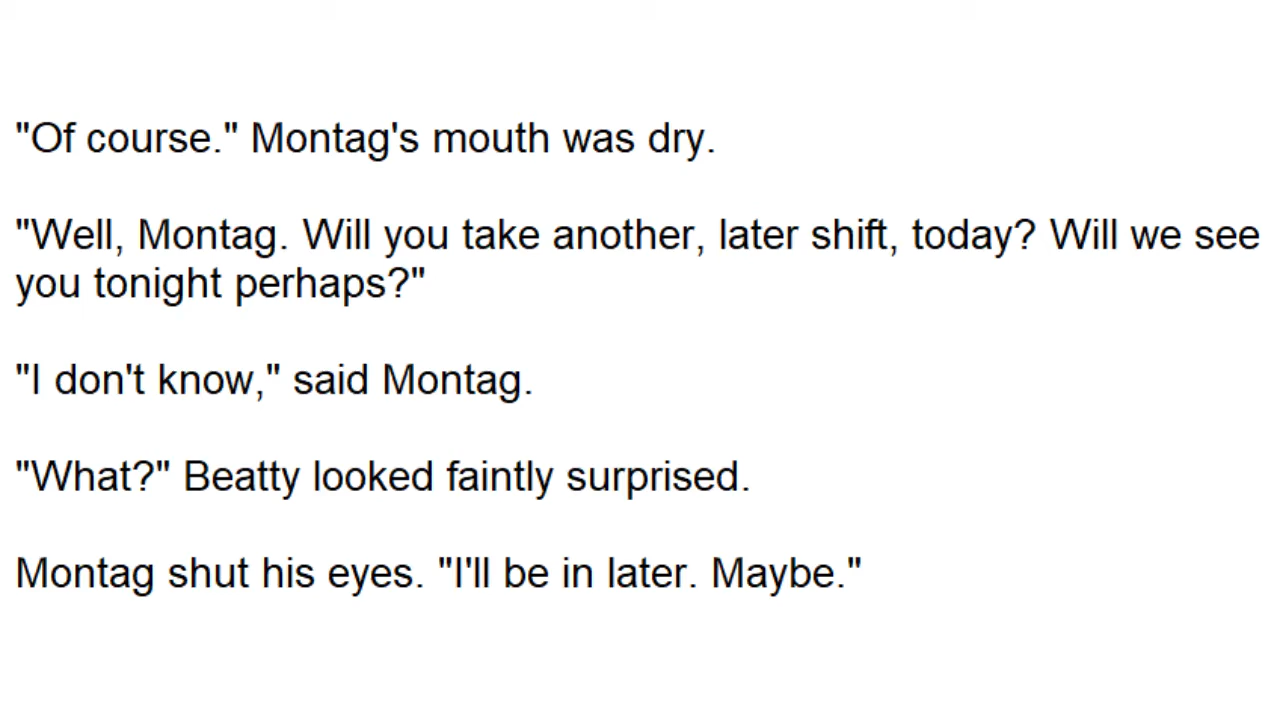 "Of course." Montag's mouth was dry.
"Well, Montag. Will you take another, later shift, today? Will we see
you tonight perhaps?"
"I don't know," said Montag.
"What?" Beatty looked faintly surprised.
Montag shut his eyes. "I'll be in later. Maybe."